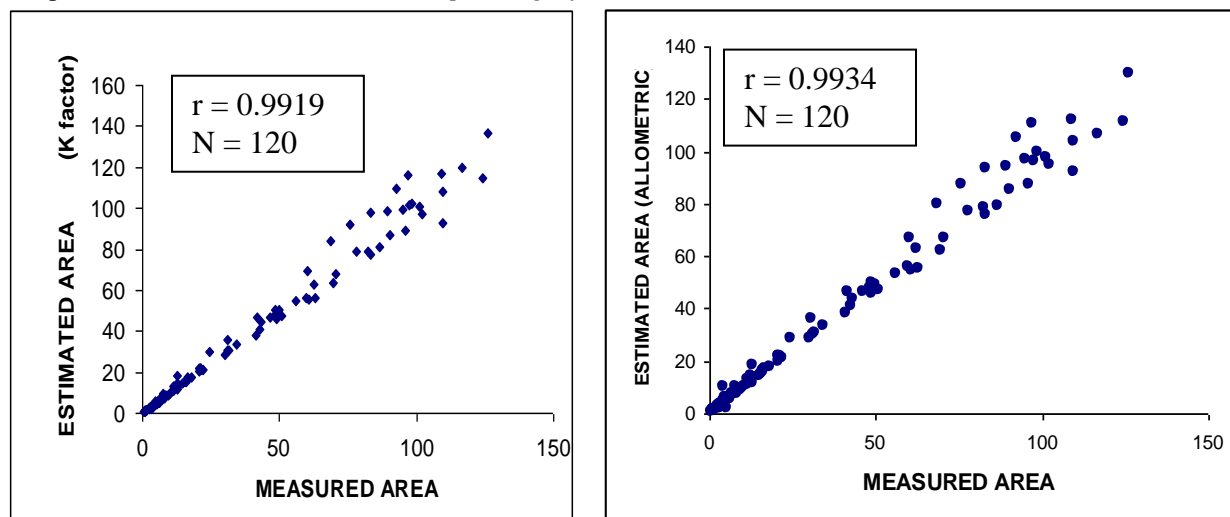 ESTIMATED AREA (K factor)
r = 0.9919
N = 120
160
140
120
100
80
60
40
20
0
0 50 100 150
MEASURED AREA
ESTIMATED AREA (ALLOMETRIC
r = 0.9934
N = 120
140
120
100
80
60
40
20
0
0 50 100 150
MEASURED AREA